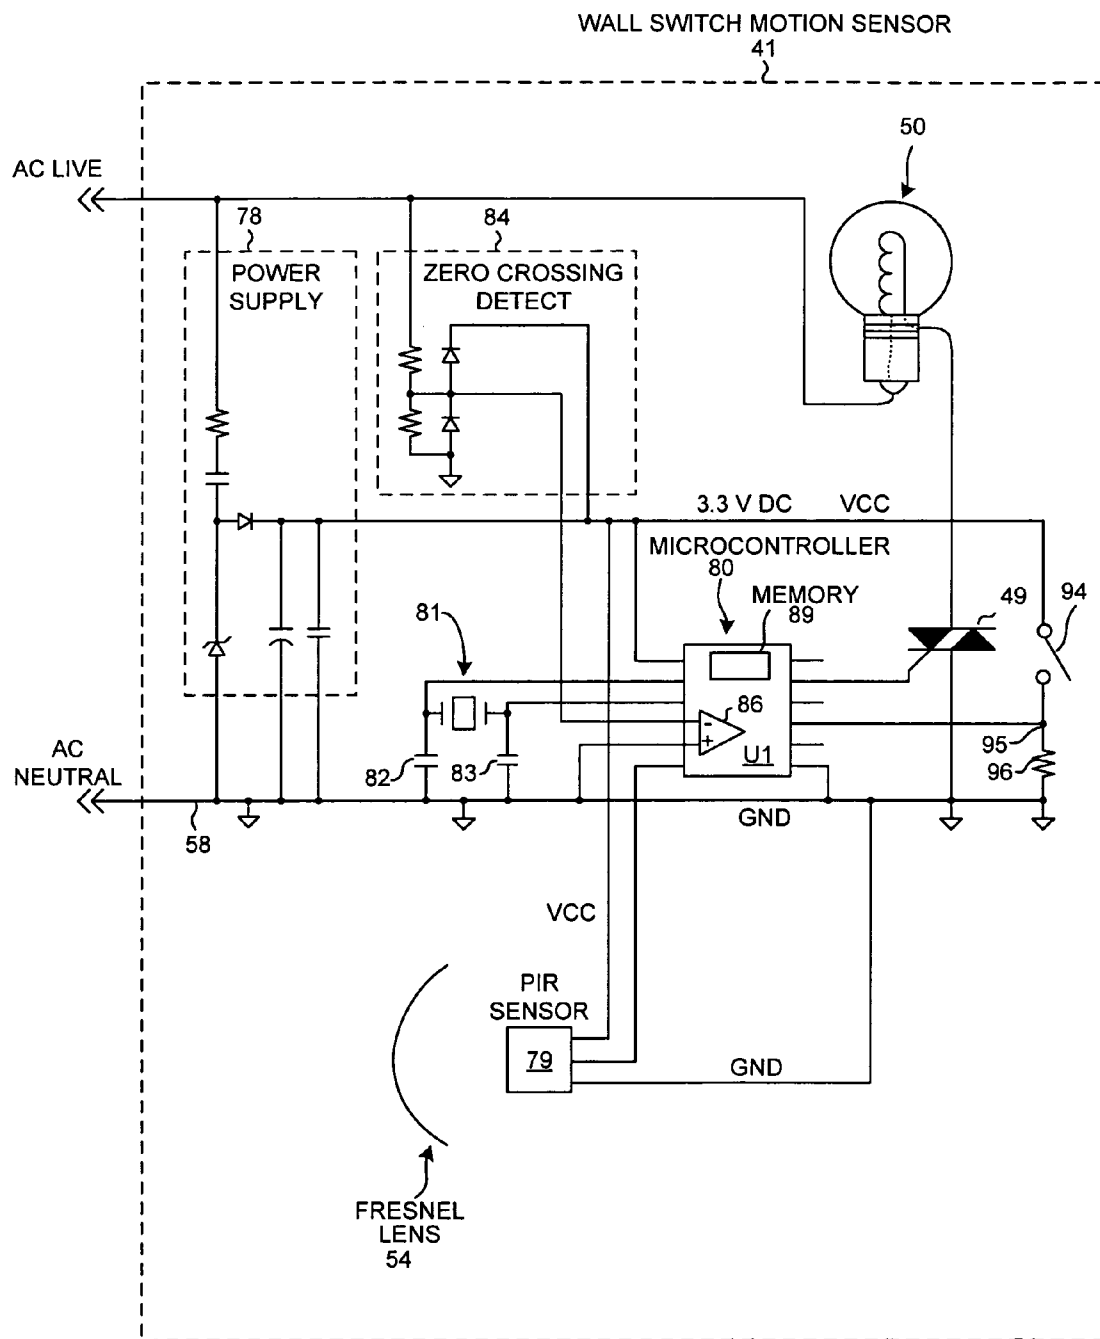 WALL SWITCH MOTION SENSOR
41
50
AC LIVE
78
84
POWER
SUPPLY
ZERO CROSSING
DETECT
3.3 V DC VCC
MICROCONTROLLER
80
MEMORY
89
49
94
81
86
U1
95
96
82
83
AC
NEUTRAL
58
GND
VCC
PIR
SENSOR
79
GND
FRESNEL
LENS
54